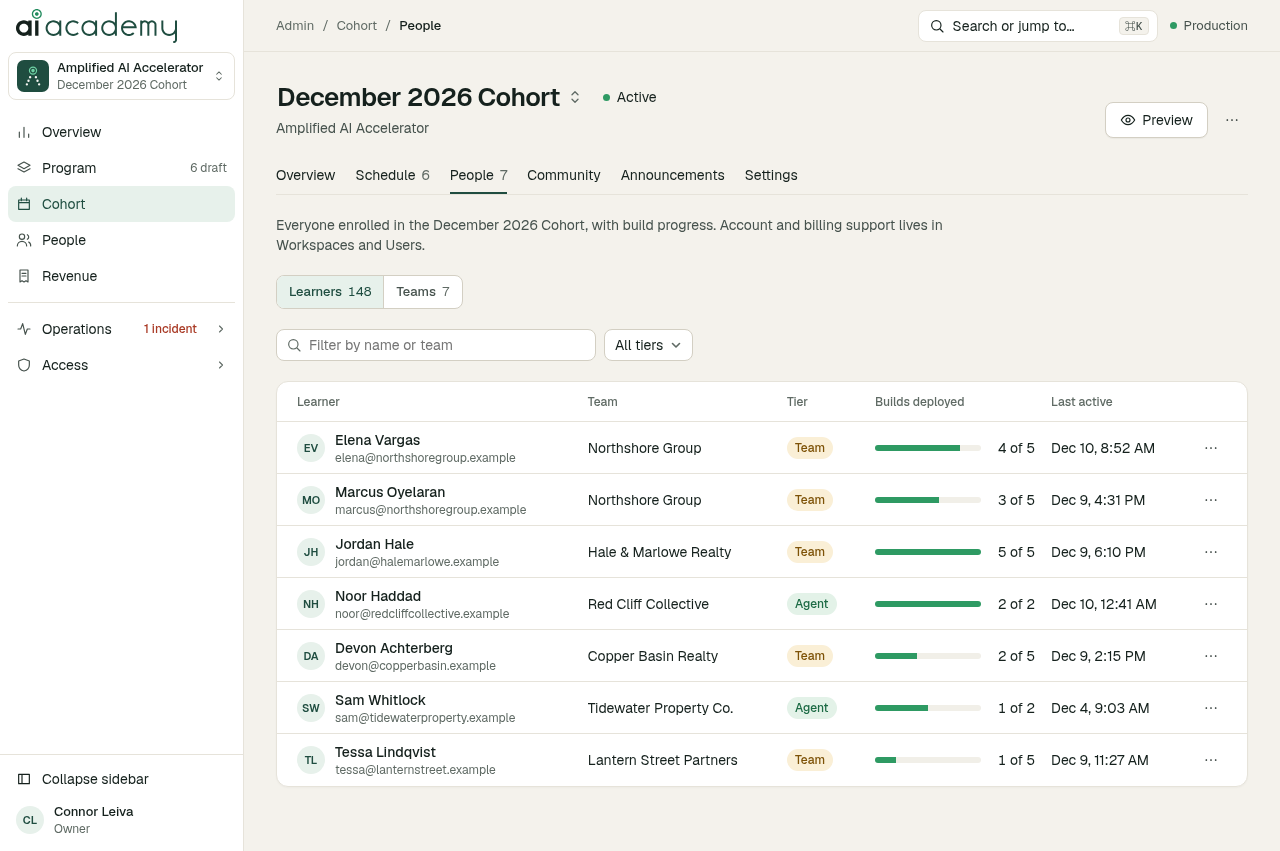 ai academy
Amplified AI Accelerator
December 2026 Cohort
Overview
Program 6 draft
Cohort
People
Revenue
Operations 1 incident
Access
Collapse sidebar
CL Connor Leiva
Owner
Admin / Cohort / People
Search or jump to... ⌘K
Production
December 2026 Cohort Active
Amplified AI Accelerator
Preview ...
Overview Schedule 6 People 7 Community Announcements Settings
Everyone enrolled in the December 2026 Cohort, with build progress. Account and billing support lives in
Workspaces and Users.
Learners 148 Teams 7
Filter by name or team All tiers
Learner Team Tier Builds deployed Last active
EV Elena Vargas Northshore Group Team 4 of 5 Dec 10, 8:52 AM ...
elena@northshoregroup.example
MO Marcus Oyelaran Northshore Group Team 3 of 5 Dec 9, 4:31 PM ...
marcus@northshoregroup.example
JH Jordan Hale Hale & Marlowe Realty Team 5 of 5 Dec 9, 6:10 PM ...
jordan@halemarlowe.example
NH Noor Haddad Red Cliff Collective Agent 2 of 2 Dec 10, 12:41 AM ...
noor@redcliffcollective.example
DA Devon Achterberg Copper Basin Realty Team 2 of 5 Dec 9, 2:15 PM ...
devon@copperbasin.example
SW Sam Whitlock Tidewater Property Co. Agent 1 of 2 Dec 4, 9:03 AM ...
sam@tidewaterproperty.example
TL Tessa Lindqvist Lantern Street Partners Team 1 of 5 Dec 9, 11:27 AM ...
tessa@lanternstreet.example